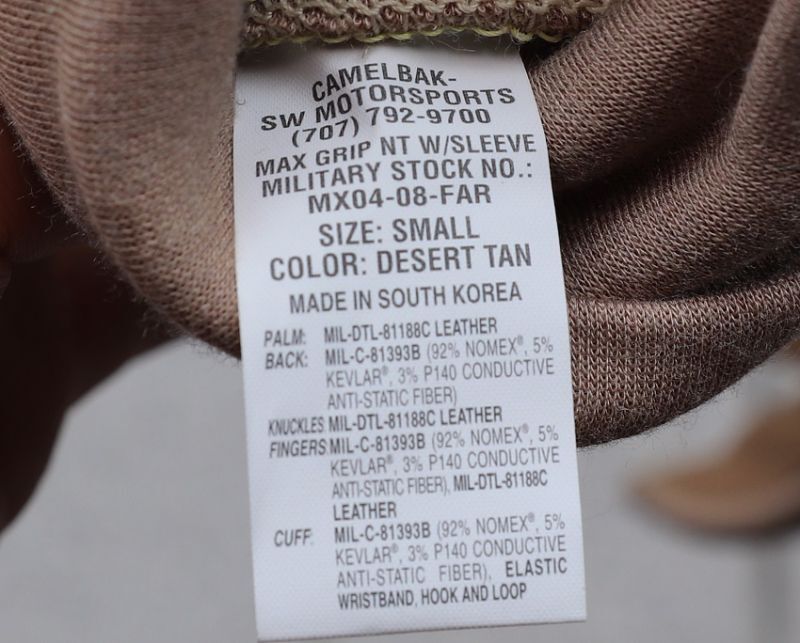 CAMELBAK-
SW MOTORSPORTS
(707) 792-9700
MAX GRIP NT W/SLEEVE
MILITARY STOCK NO.:
MX04-08-FAR
SIZE: SMALL
COLOR: DESERT TAN
MADE IN SOUTH KOREA
PALM: MIL-DTL-81188C LEATHER
BACK: MIL-C-81393B (92% NOMEX®, 5%
KEVLAR®, 3% P140 CONDUCTIVE
ANTI-STATIC FIBER)
KNUCKLES MIL-DTL-81188C LEATHER
FINGERS MIL-C-81393B (92% NOMEX®, 5%
KEVLAR®, 3% P140 CONDUCTIVE
ANTI-STATIC FIBER), MIL-DTL-81188C
LEATHER
CUFF: MIL-C-81393B (92% NOMEX®, 5%
KEVLAR®, 3% P140 CONDUCTIVE
ANTI-STATIC FIBER), ELASTIC
WRISTBAND, HOOK AND LOOP